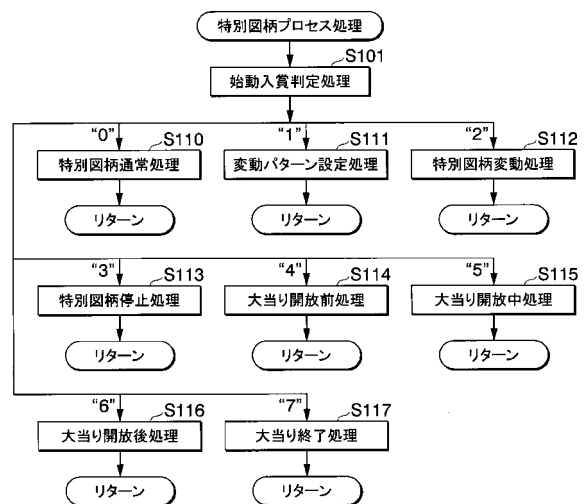 特別図柄プロセス処理
S101
始動入賞判定処理
“0” S110 “1” S111 “2” S112
特別図柄通常処理 変動パターン設定処理 特別図柄変動処理
リターン リターン リターン
“3” S113 “4” S114 “5” S115
特別図柄停止処理 大当り開放前処理 大当り開放中処理
リターン リターン リターン
“6” S116 “7” S117
大当り開放後処理 大当り終了処理
リターン リターン